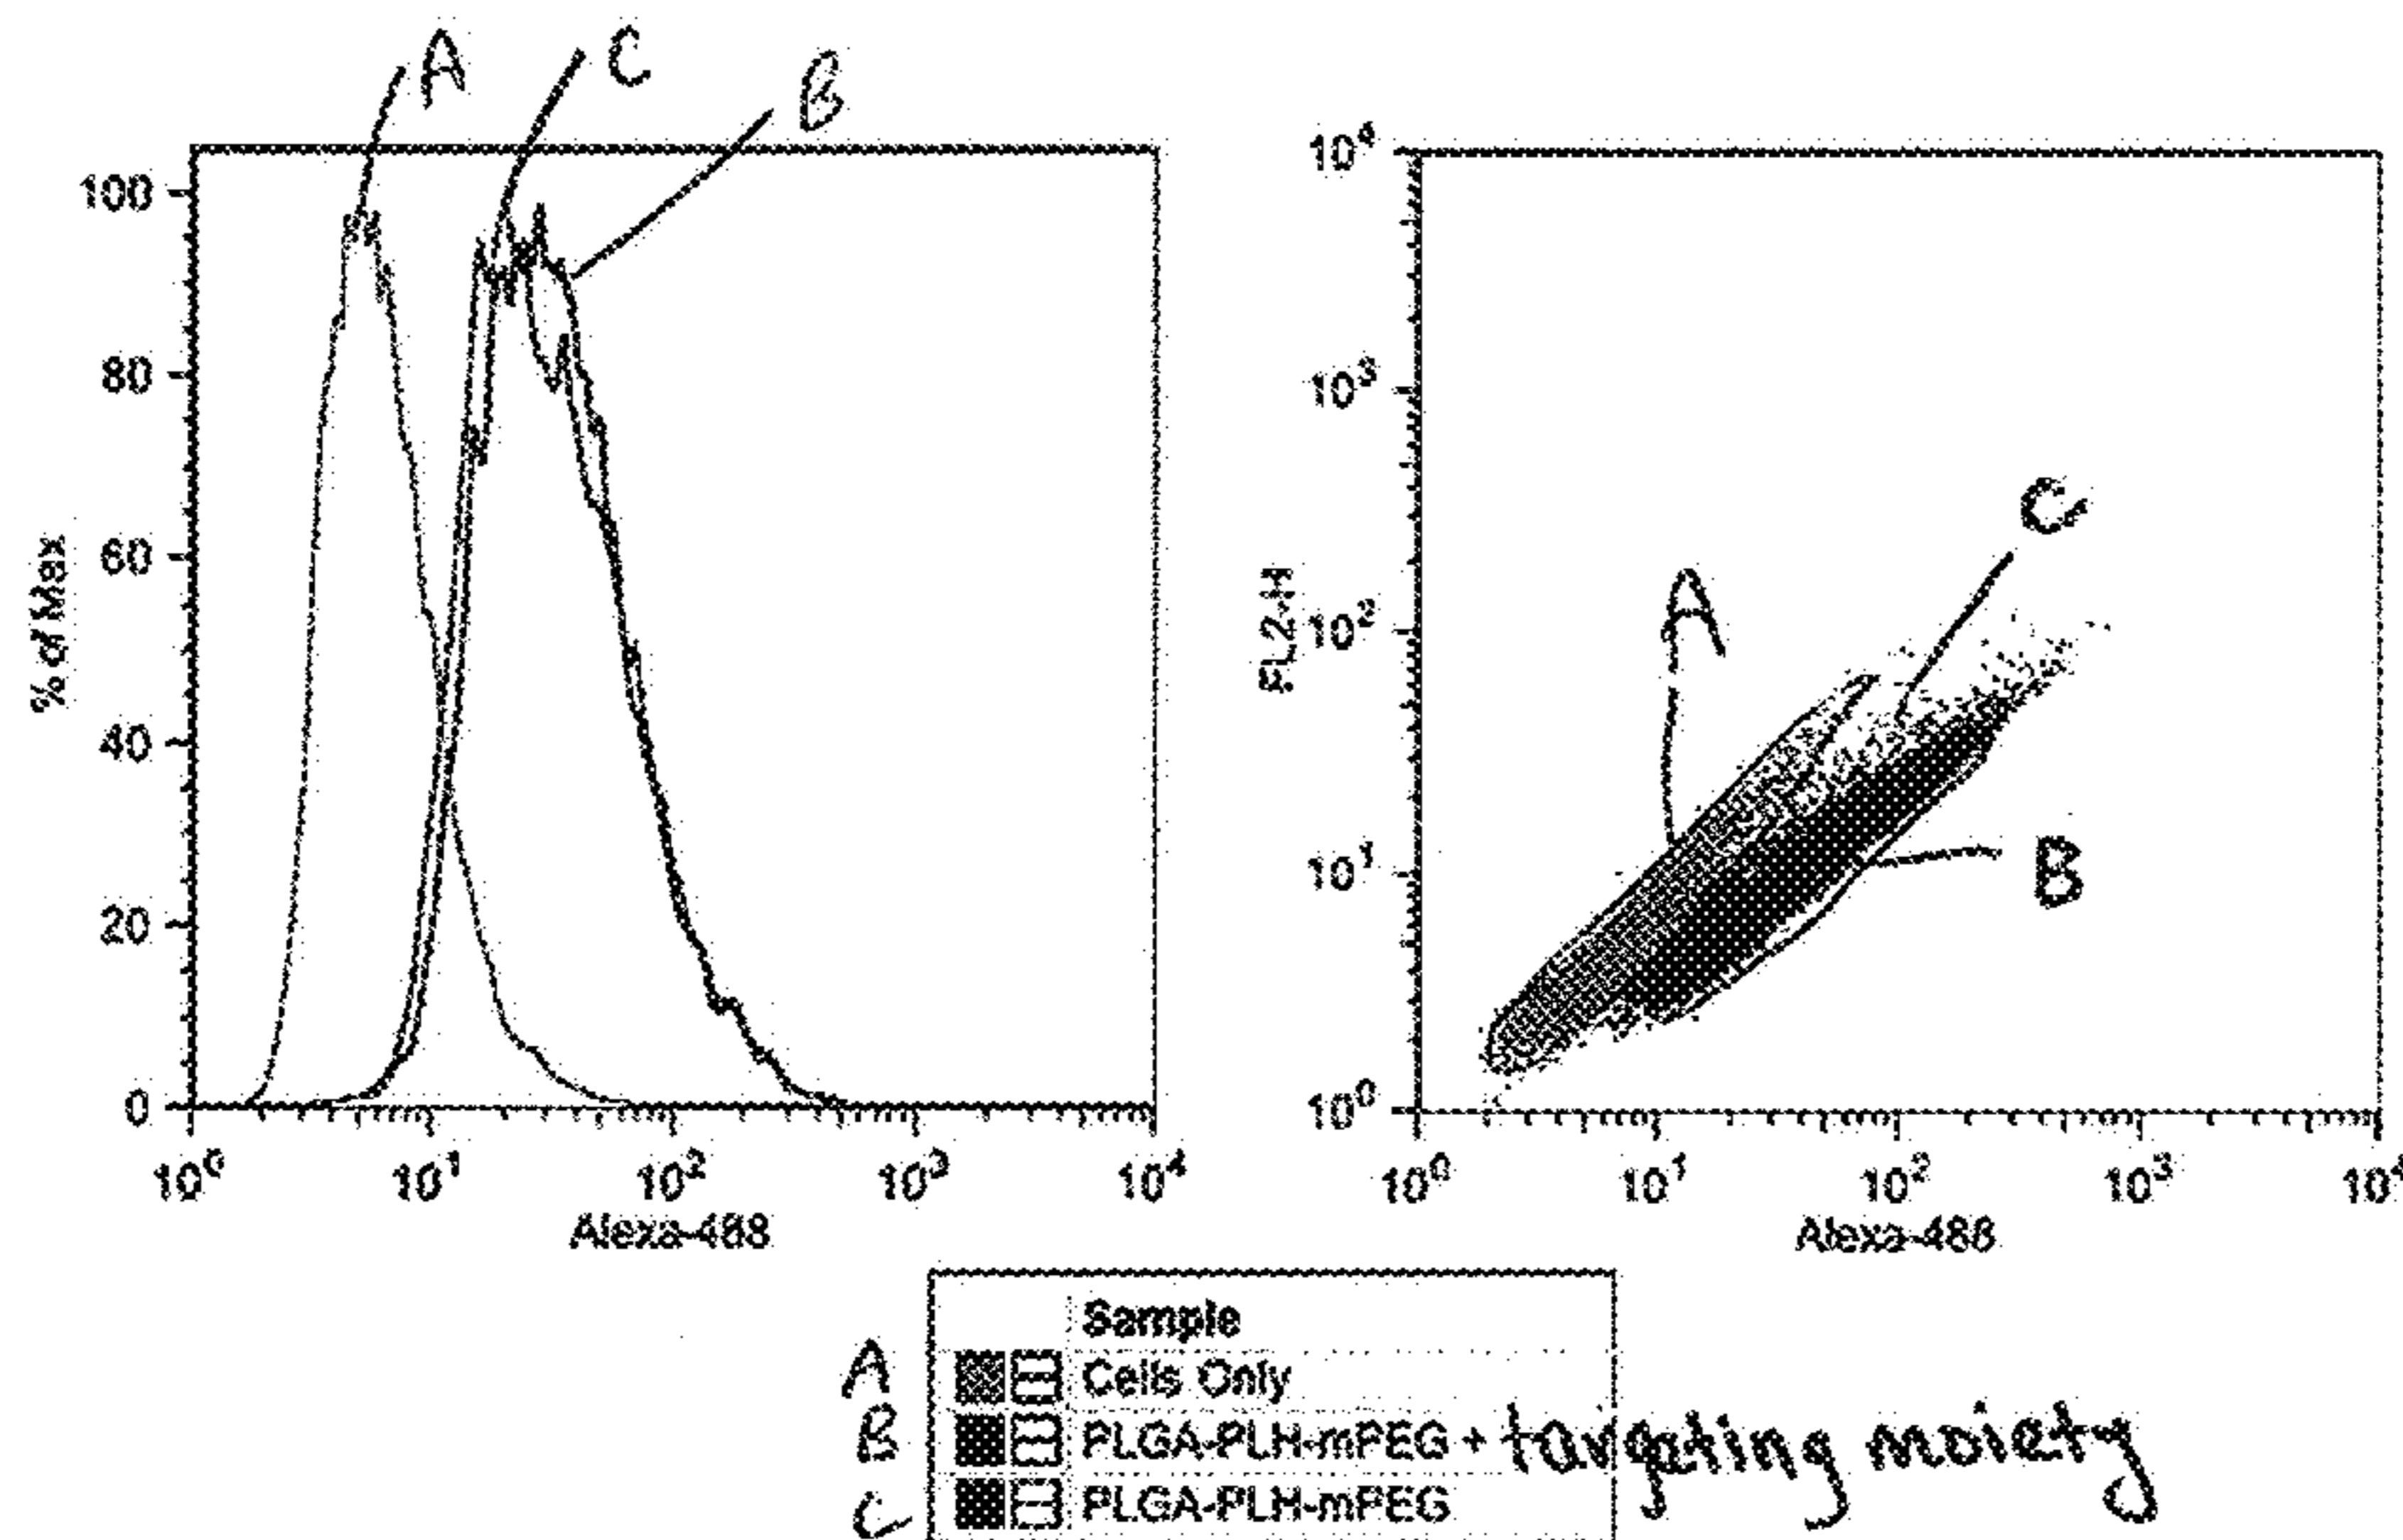 A C B
100
80
60
40
20
0
% of Max
10⁰ 10¹ 10² 10³ 10⁴
Alexa-488
10⁴
10³
10²
10¹
10⁰
FL2-H
C
A
B
10⁰ 10¹ 10² 10³ 10⁴
Alexa-488
Sample
A Cells Only
B PLGA-PLH-mPEG + targeting moiety
C PLGA-PLH-mPEG